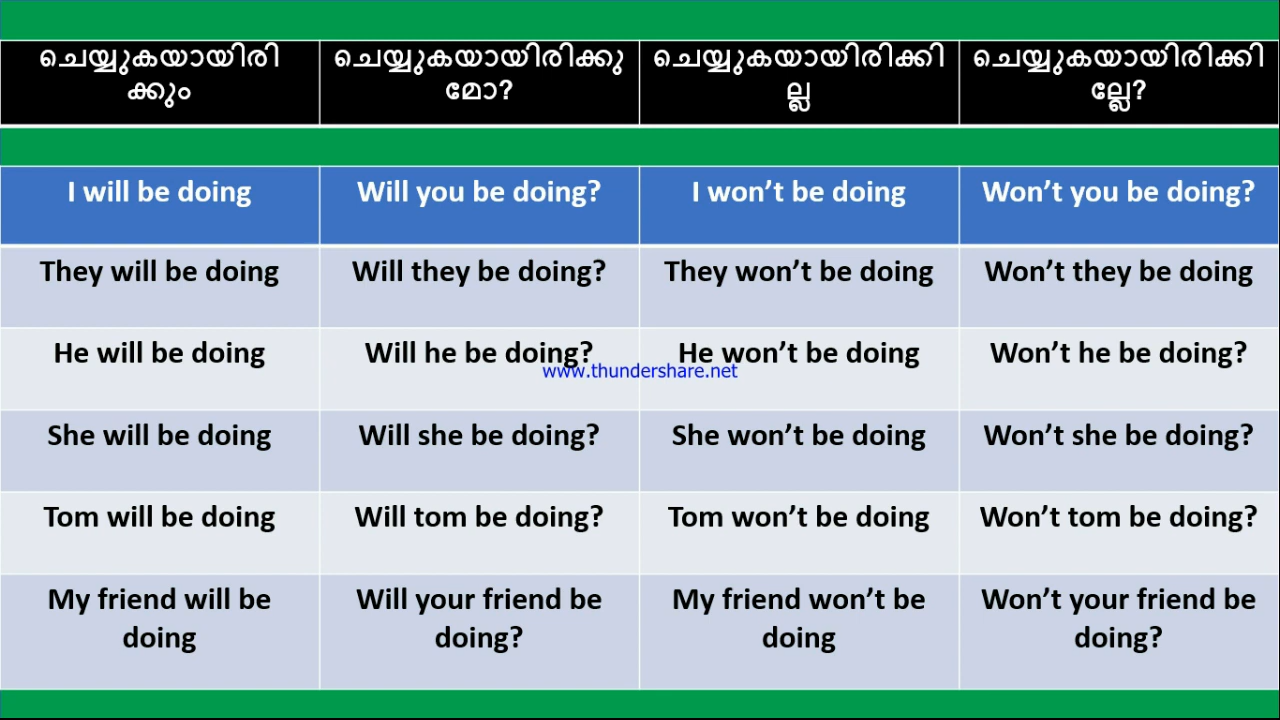 ചെയ്യുകയായിരി
ക്കും
ചെയ്യുകയായിരിക്കു
മോ?
ചെയ്യുകയായിരിക്കി
ല്ല
ചെയ്യുകയായിരിക്കി
ല്ലേ?
I will be doing
Will you be doing?
I won’t be doing
Won’t you be doing?
They will be doing
Will they be doing?
They won’t be doing
Won’t they be doing
He will be doing
Will he be doing?
He won’t be doing
Won’t he be doing?
www.thundershare.net
She will be doing
Will she be doing?
She won’t be doing
Won’t she be doing?
Tom will be doing
Will tom be doing?
Tom won’t be doing
Won’t tom be doing?
My friend will be
doing
Will your friend be
doing?
My friend won’t be
doing
Won’t your friend be
doing?